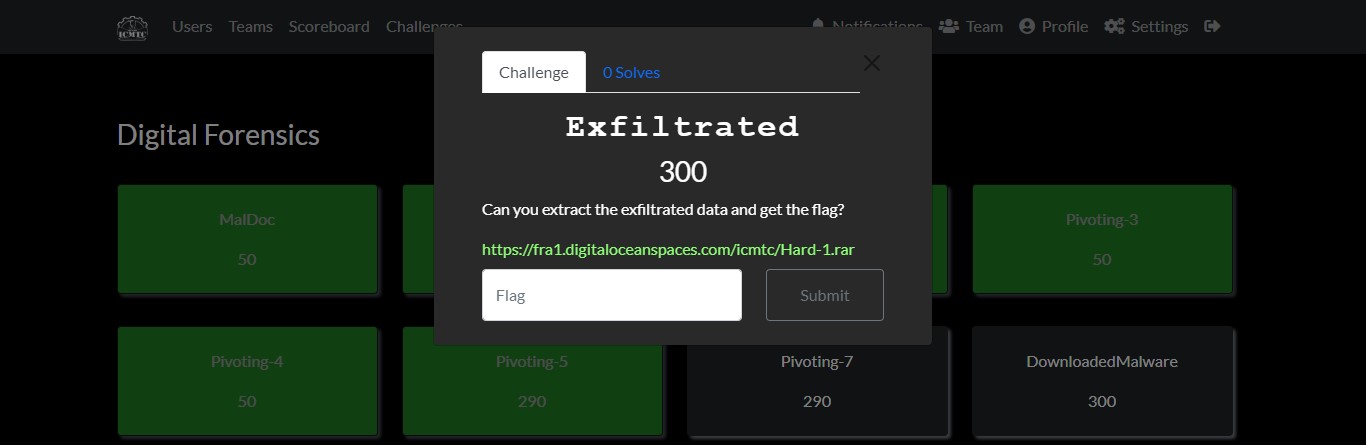 ICMTC Users Teams Scoreboard Challenges Notifications Team Profile Settings
Challenge 0 Solves
Exfiltrated
Digital Forensics
300
Can you extract the exfiltrated data and get the flag?
MalDoc Pivoting-3
https://fra1.digitaloceanspaces.com/icmtc/Hard-1.rar
50 50
Flag Submit
Pivoting-4 Pivoting-5 Pivoting-7 DownloadedMalware
50 290 290 300